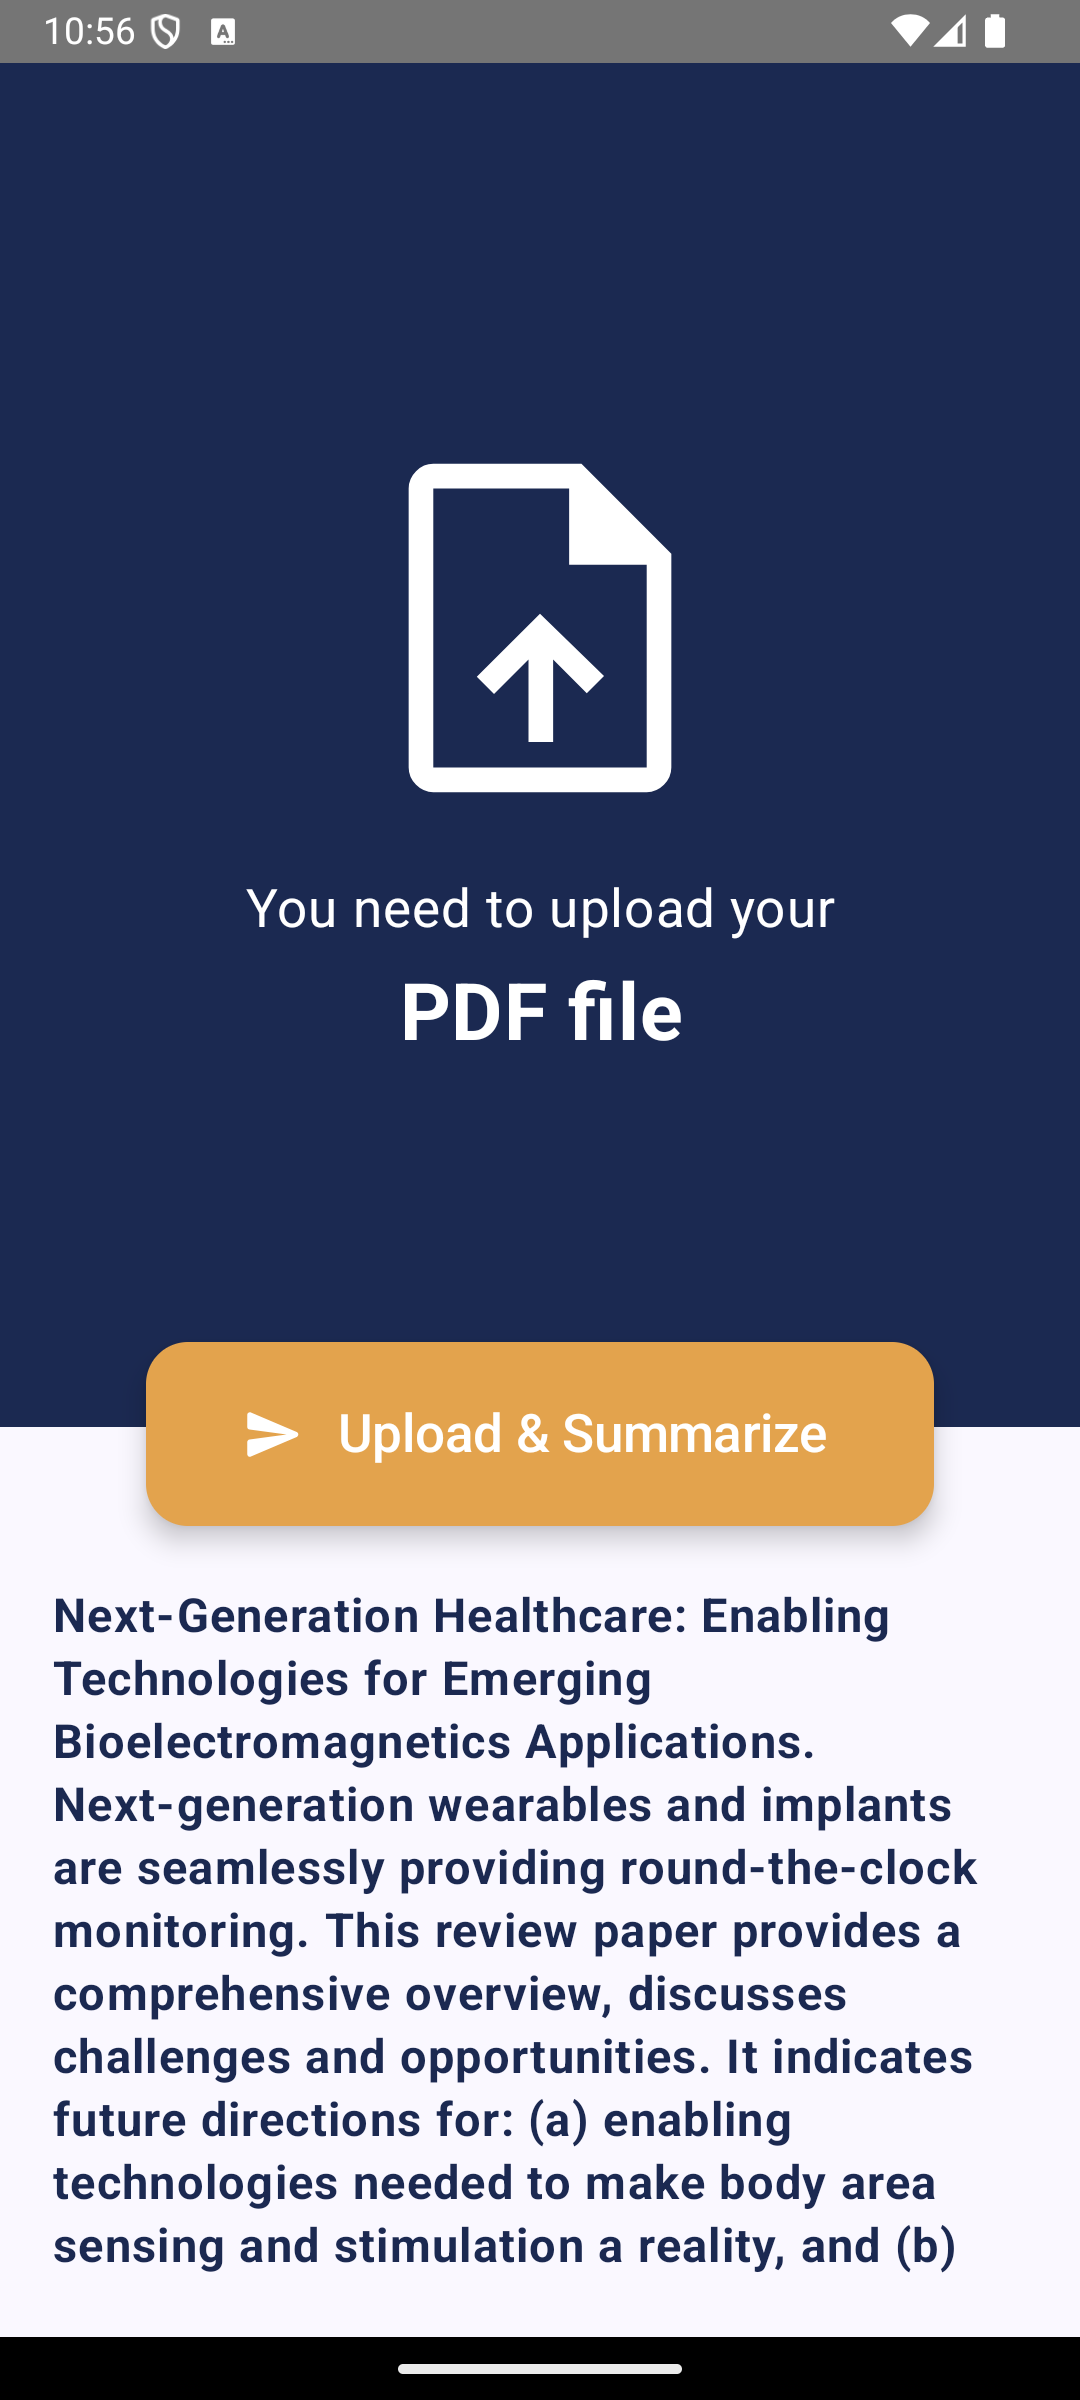 10:56
You need to upload your
PDF file
Upload & Summarize
Next-Generation Healthcare: Enabling
Technologies for Emerging
Bioelectromagnetics Applications.
Next-generation wearables and implants
are seamlessly providing round-the-clock
monitoring. This review paper provides a
comprehensive overview, discusses
challenges and opportunities. It indicates
future directions for: (a) enabling
technologies needed to make body area
sensing and stimulation a reality, and (b)